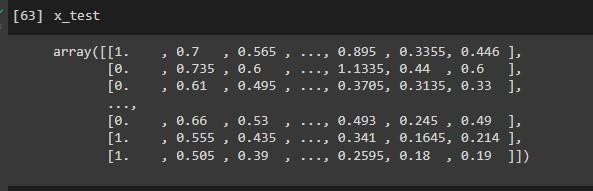 [63] x_test
array([[1.    , 0.7   , 0.565 , ..., 0.895 , 0.3355, 0.446 ],
       [0.    , 0.735 , 0.6   , ..., 1.1335, 0.44  , 0.6   ],
       [0.    , 0.61  , 0.495 , ..., 0.3705, 0.3135, 0.33  ],
       ...,
       [0.    , 0.66  , 0.53  , ..., 0.493 , 0.245 , 0.49  ],
       [1.    , 0.555 , 0.435 , ..., 0.341 , 0.1645, 0.214 ],
       [1.    , 0.505 , 0.39  , ..., 0.2595, 0.18  , 0.19  ]])